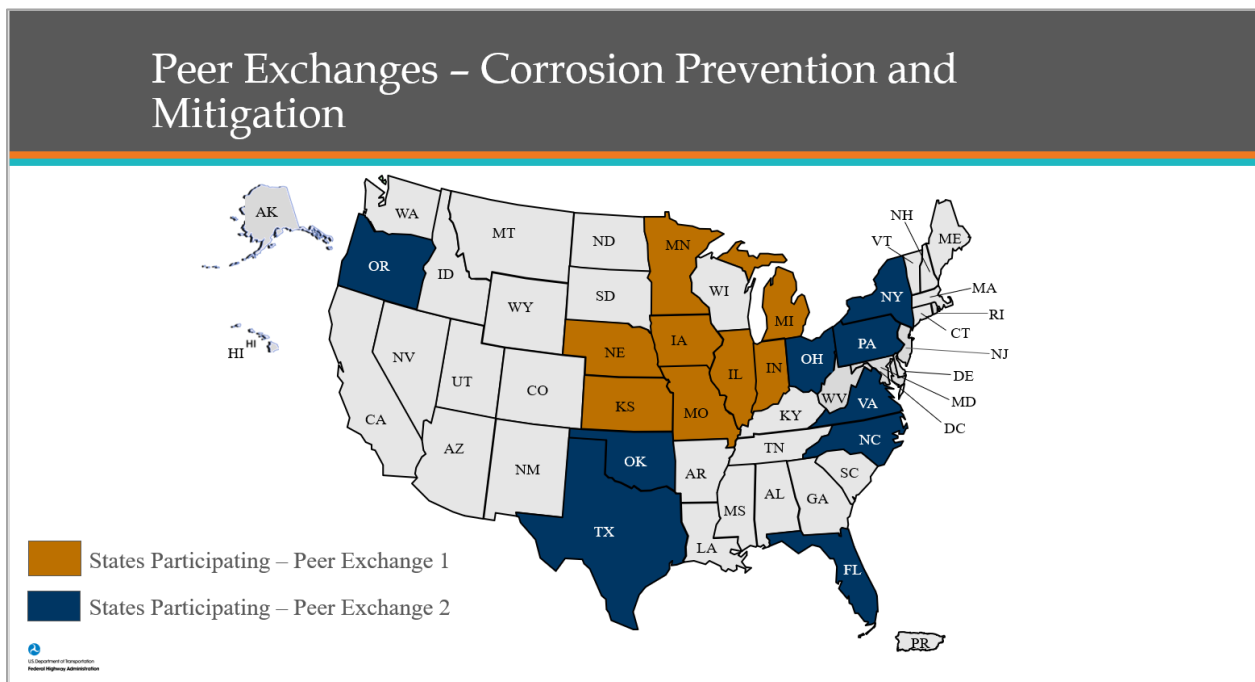 Peer Exchanges – Corrosion Prevention and
Mitigation
AK
WA
MT
ND
MN
NH
VT
ME
OR
ID
SD
WI
NY
MA
WY
MI
RI
CT
HI
HI
NE
IA
PA
NJ
NV
UT
CO
IL
IN
OH
DE
WV
MD
CA
KS
MO
KY
VA
DC
AZ
NM
OK
AR
TN
NC
SC
MS
AL
GA
TX
LA
FL
States Participating – Peer Exchange 1
States Participating – Peer Exchange 2
PR
U.S. Department of Transportation
Federal Highway Administration